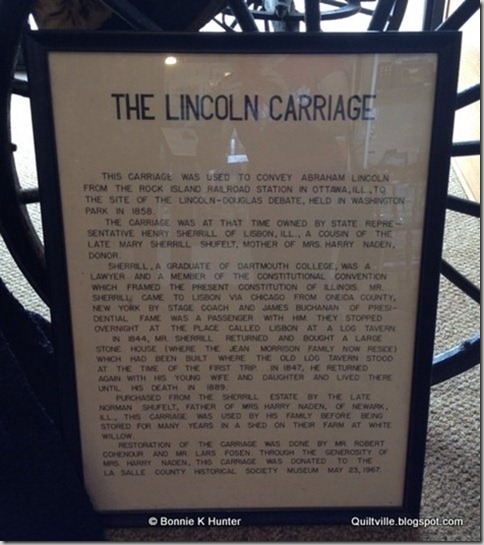 THE LINCOLN CARRIAGE
THIS CARRIAGE WAS USED TO CONVEY ABRAHAM LINCOLN
FROM THE ROCK ISLAND RAILROAD STATION IN OTTAWA, ILL., TO
THE SITE OF THE LINCOLN-DOUGLAS DEBATE, HELD IN WASHINGTON
PARK IN 1858.
THE CARRIAGE WAS AT THAT TIME OWNED BY STATE REPRE-
SENTATIVE HENRY SHERRILL OF LISBON, ILL., A COUSIN OF THE
LATE MARY SHERRILL SHUFELT, MOTHER OF MRS. HARRY NADEN,
DONOR.
SHERRILL, A GRADUATE OF DARTMOUTH COLLEGE, WAS A
LAWYER AND A MEMBER OF THE CONSTITUTIONAL CONVENTION
WHICH FRAMED THE PRESENT CONSTITUTION OF ILLINOIS. MR.
SHERRILL CAME TO LISBON VIA CHICAGO FROM ONEIDA COUNTY,
NEW YORK BY STAGE COACH AND JAMES BUCHANAN OF PRESI-
DENTIAL FAME WAS A PASSENGER WITH HIM. THEY STOPPED
OVERNIGHT AT THE PLACE CALLED LISBON AT A LOG TAVERN.
IN 1844, MR. SHERRILL RETURNED AND BOUGHT A LARGE
STONE HOUSE (WHERE THE JEAN MORRISON FAMILY NOW RESIDE)
WHICH HAD BEEN BUILT WHERE THE OLD LOG TAVERN STOOD
AT THE TIME OF THE FIRST TRIP. IN 1847, HE RETURNED
AGAIN WITH HIS YOUNG WIFE AND DAUGHTER AND LIVED THERE
UNTIL HIS DEATH IN 1889.
PURCHASED FROM THE SHERRILL ESTATE BY THE LATE
NORMAN SHUFELT, FATHER OF MRS. HARRY NADEN, OF NEWARK,
ILL., THIS CARRIAGE WAS USED BY HIS FAMILY BEFORE BEING
STORED FOR MANY YEARS IN A SHED ON THEIR FARM AT WHITE
WILLOW.
RESTORATION OF THE CARRIAGE WAS DONE BY MR. ROBERT
COHENOUR AND MR. LARS FOSEN. THROUGH THE GENEROSITY OF
MRS. HARRY NADEN, THIS CARRIAGE WAS DONATED TO THE
LA SALLE COUNTY HISTORICAL SOCIETY MUSEUM MAY 23, 1967.
© Bonnie K Hunter
Quiltville.blogspot.com